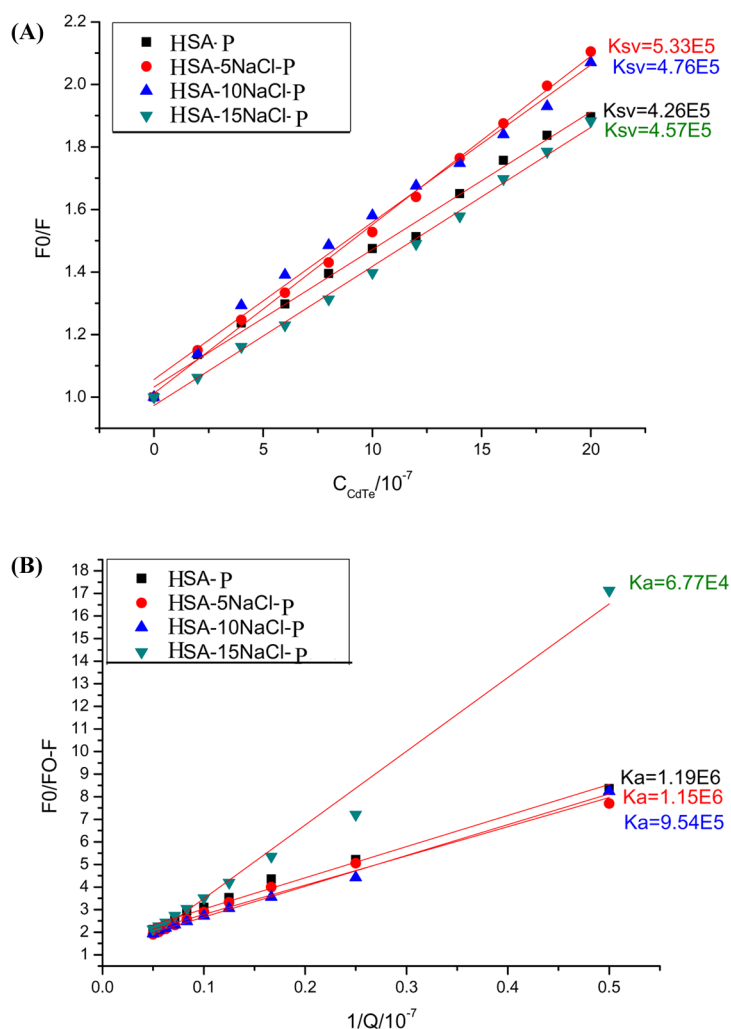 (A)
HSA-P
HSA-5NaCl-P
HSA-10NaCl-P
HSA-15NaCl-P
Ksv=5.33E5
Ksv=4.76E5
Ksv=4.26E5
Ksv=4.57E5
2.2
2.0
1.8
1.6
1.4
1.2
1.0
F0/F
0
5
10
15
20
C CdTe/10-7
(B)
HSA-P
HSA-5NaCl-P
HSA-10NaCl-P
HSA-15NaCl-P
Ka=6.77E4
Ka=1.19E6
Ka=1.15E6
Ka=9.54E5
18
17
16
15
14
13
12
11
10
9
8
7
6
5
4
3
2
1
F0/FO-F
0.0
0.1
0.2
0.3
0.4
0.5
1/Q/10-7